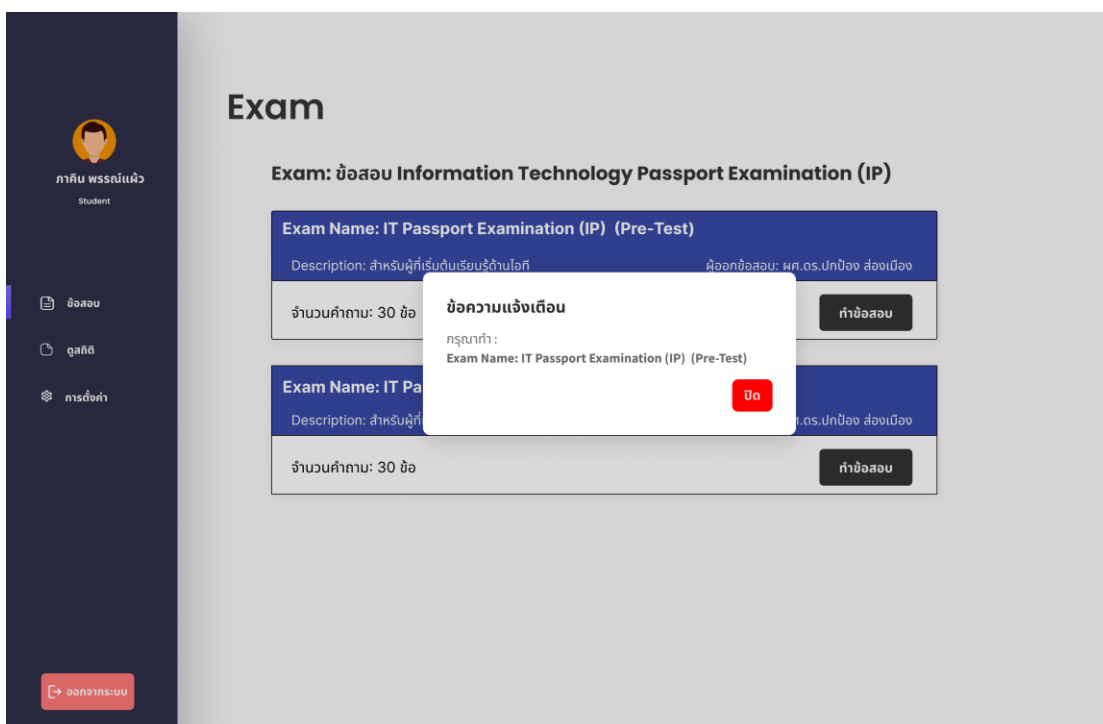 ภาคิน พรรณ์แผ้ว
Student
ข้อสอบ
ดูสถิติ
การตั้งค่า
ออกจากระบบ
Exam
Exam: ข้อสอบ Information Technology Passport Examination (IP)
Exam Name: IT Passport Examination (IP) (Pre-Test)
Description: สำหรับผู้ที่เริ่มต้นเรียนรู้ด้านไอที ผู้ออกข้อสอบ: ผศ.ดร.ปกป้อง ส่องเมือง
จำนวนคำถาม: 30 ข้อ ทำข้อสอบ
ข้อความแจ้งเตือน
กรุณาทำ :
Exam Name: IT Passport Examination (IP) (Pre-Test)
ปิด
Exam Name: IT Pa
Description: สำหรับผู้ที่ .ดร.ปกป้อง ส่องเมือง
จำนวนคำถาม: 30 ข้อ ทำข้อสอบ